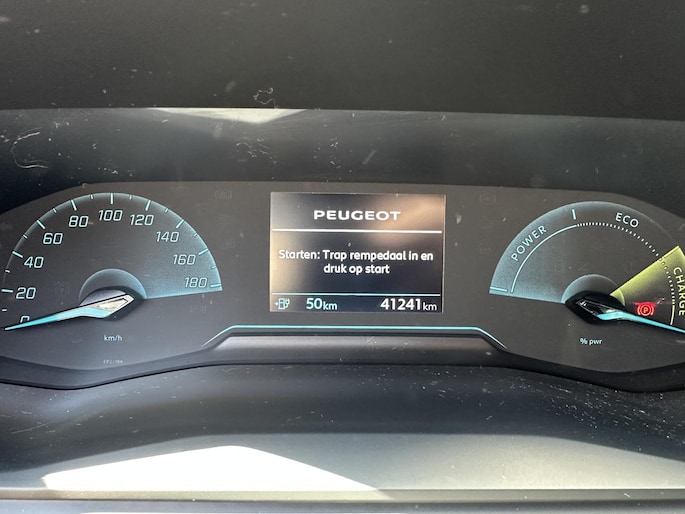 PEUGEOT
Starten: Trap rempedaal in en
druk op start
50km
41241km
0
20
40
60
80
100
120
140
160
180
km/h
POWER
ECO
CHARGE
P
% pwr